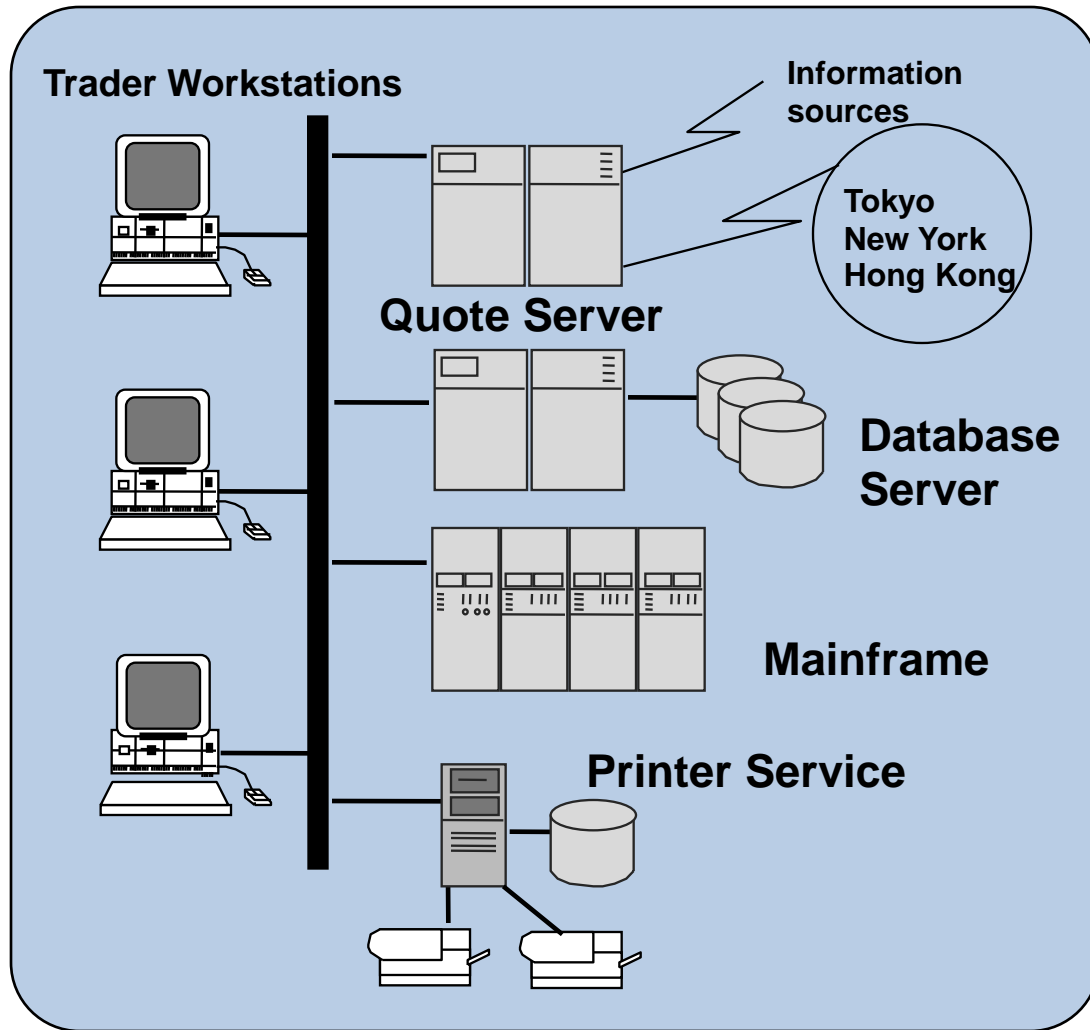 Trader Workstations
Information
sources
Tokyo
New York
Hong Kong
Quote Server
Database
Server
Mainframe
Printer Service